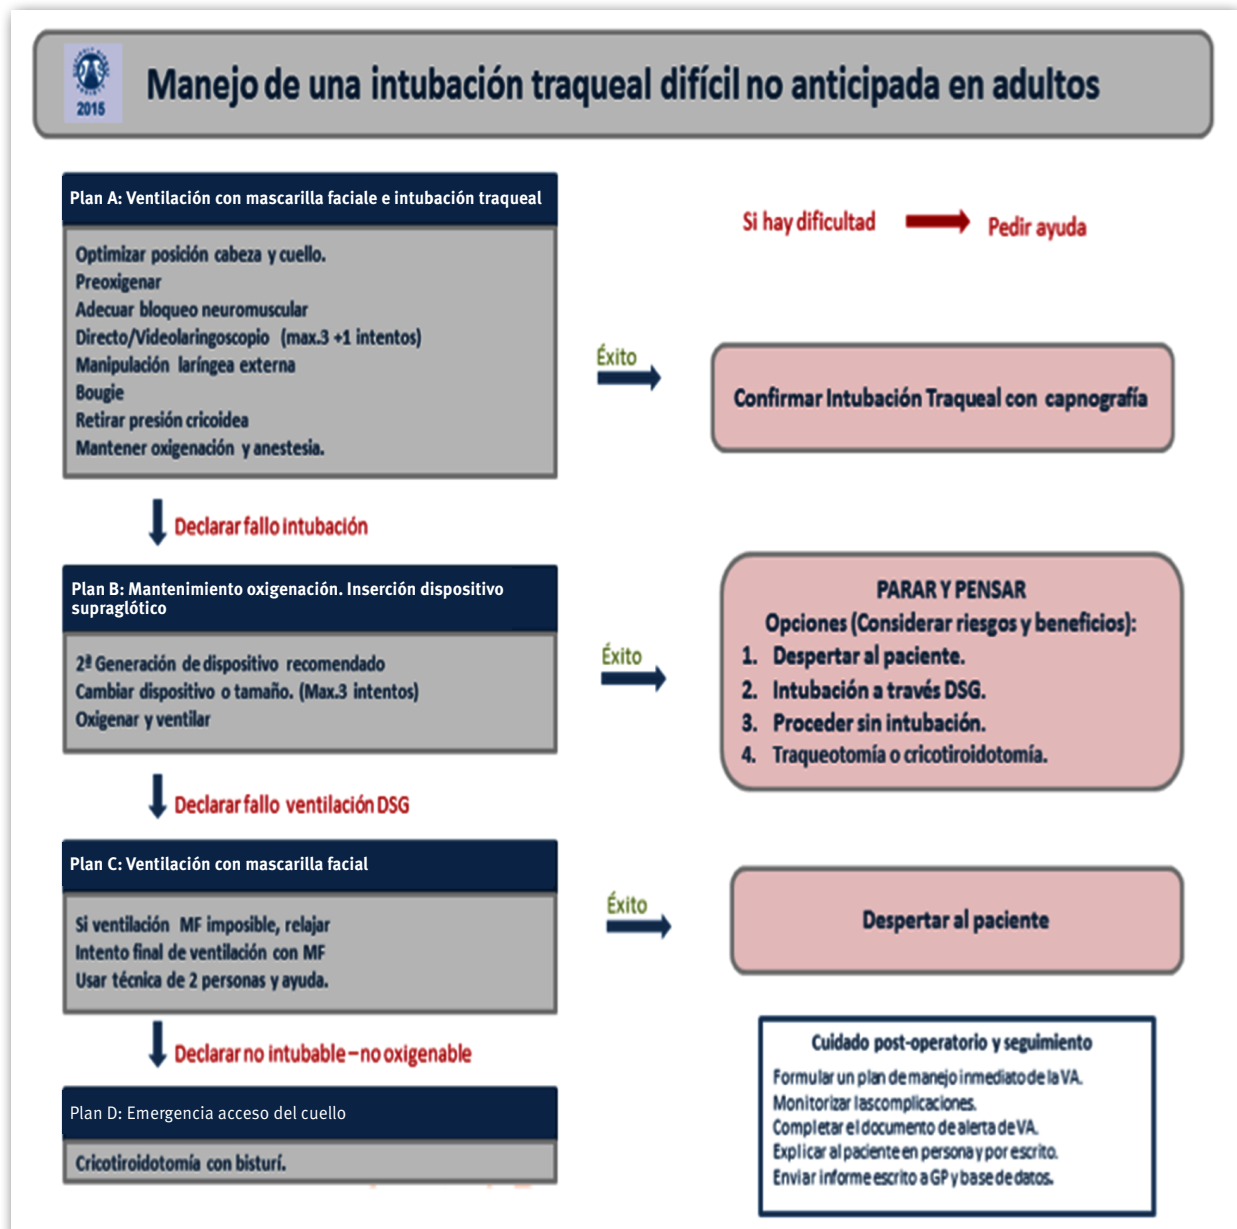 2015
Manejo de una intubación traqueal difícil no anticipada en adultos
Plan A: Ventilación con mascarilla faciale e intubación traqueal
Optimizar posición cabeza y cuello.
Preoxigenar
Adecuar bloqueo neuromuscular
Directo/Videolaringoscopio (max.3 +1 intentos)
Manipulación laríngea externa
Bougie
Retirar presión cricoidea
Mantener oxigenación y anestesia.
Si hay dificultad
Pedir ayuda
Éxito
Confirmar Intubación Traqueal con capnografía
Declarar fallo intubación
Plan B: Mantenimiento oxigenación. Inserción dispositivo
supraglótico
2ª Generación de dispositivo recomendado
Cambiar dispositivo o tamaño. (Max.3 intentos)
Oxigenar y ventilar
Éxito
PARAR Y PENSAR
Opciones (Considerar riesgos y beneficios):
1. Despertar al paciente.
2. Intubación a través DSG.
3. Proceder sin intubación.
4. Traqueotomía o cricotiroidotomía.
Declarar fallo ventilación DSG
Plan C: Ventilación con mascarilla facial
Si ventilación MF imposible, relajar
Intento final de ventilación con MF
Usar técnica de 2 personas y ayuda.
Éxito
Despertar al paciente
Declarar no intubable – no oxigenable
Plan D: Emergencia acceso del cuello
Cricotiroidotomía con bisturí.
Cuidado post-operatorio y seguimiento
Formular un plan de manejo inmediato de la VA.
Monitorizar lascomplicaciones.
Completar el documento de alerta de VA.
Explicar al paciente en persona y por escrito.
Enviar informe escrito a GP y base de datos.